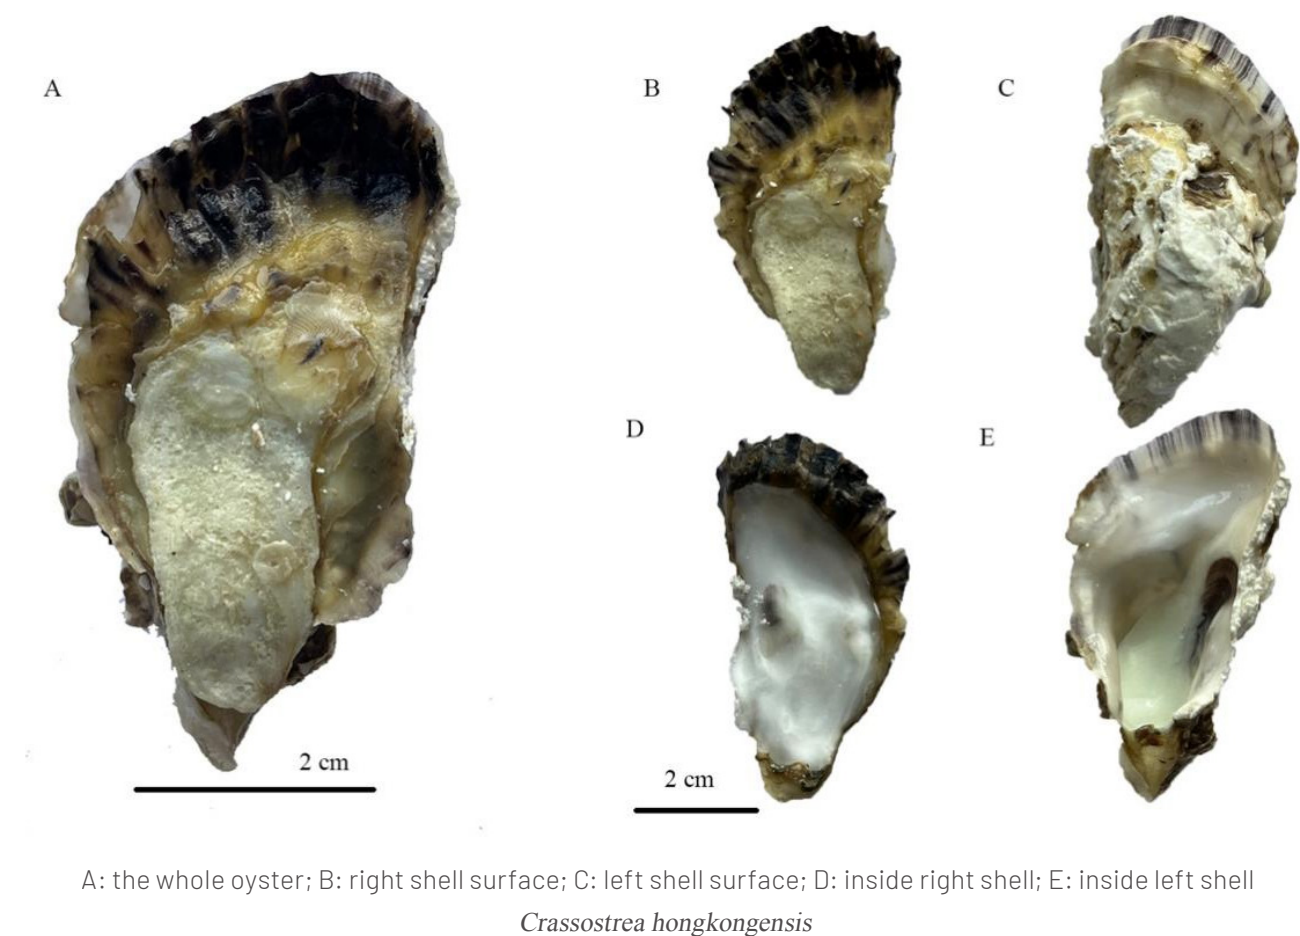 A
B
C
D
E
2 cm
2 cm
A: the whole oyster; B: right shell surface; C: left shell surface; D: inside right shell; E: inside left shell
Crassostrea hongkongensis